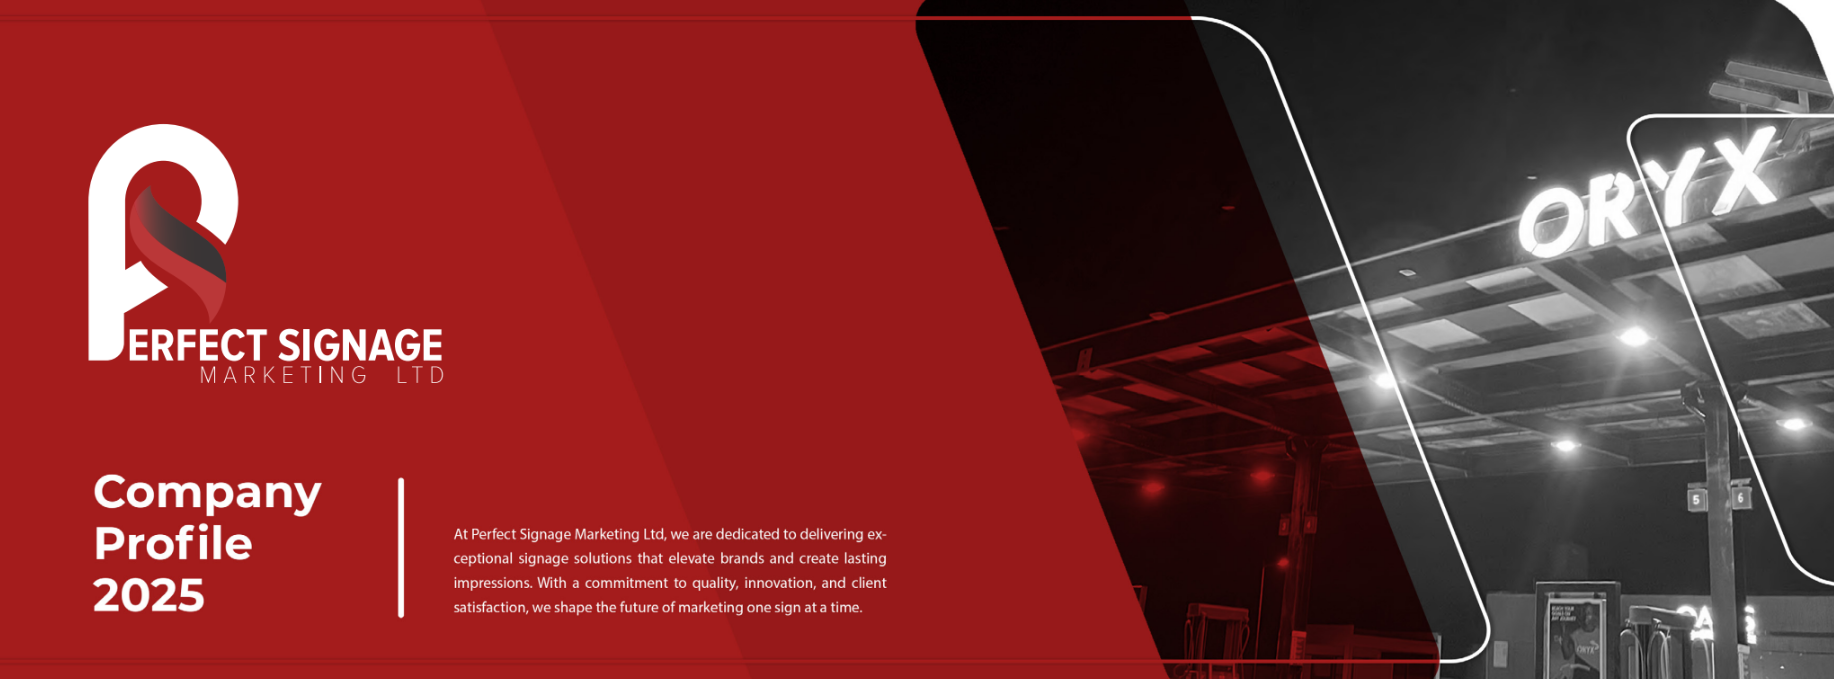 PERFECT SIGNAGE
MARKETING LTD
Company
Profile
2025
At Perfect Signage Marketing Ltd, we are dedicated to delivering ex-
ceptional signage solutions that elevate brands and create lasting
impressions. With a commitment to quality, innovation, and client
satisfaction, we shape the future of marketing one sign at a time.
ORYX
5 6
ORYX